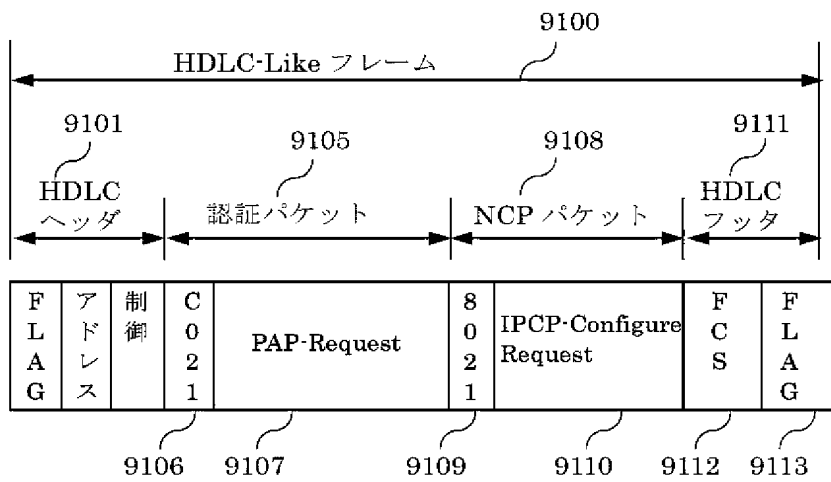 9100
HDLC-Like フレーム
9101
9105
9108
9111
HDLC
ヘッダ
認証パケット
NCP パケット
HDLC
フッタ
FLAG
アドレス
制御
C021
PAP-Request
8021
IPCP-Configure
Request
FCS
FLAG
9106
9107
9109
9110
9112
9113